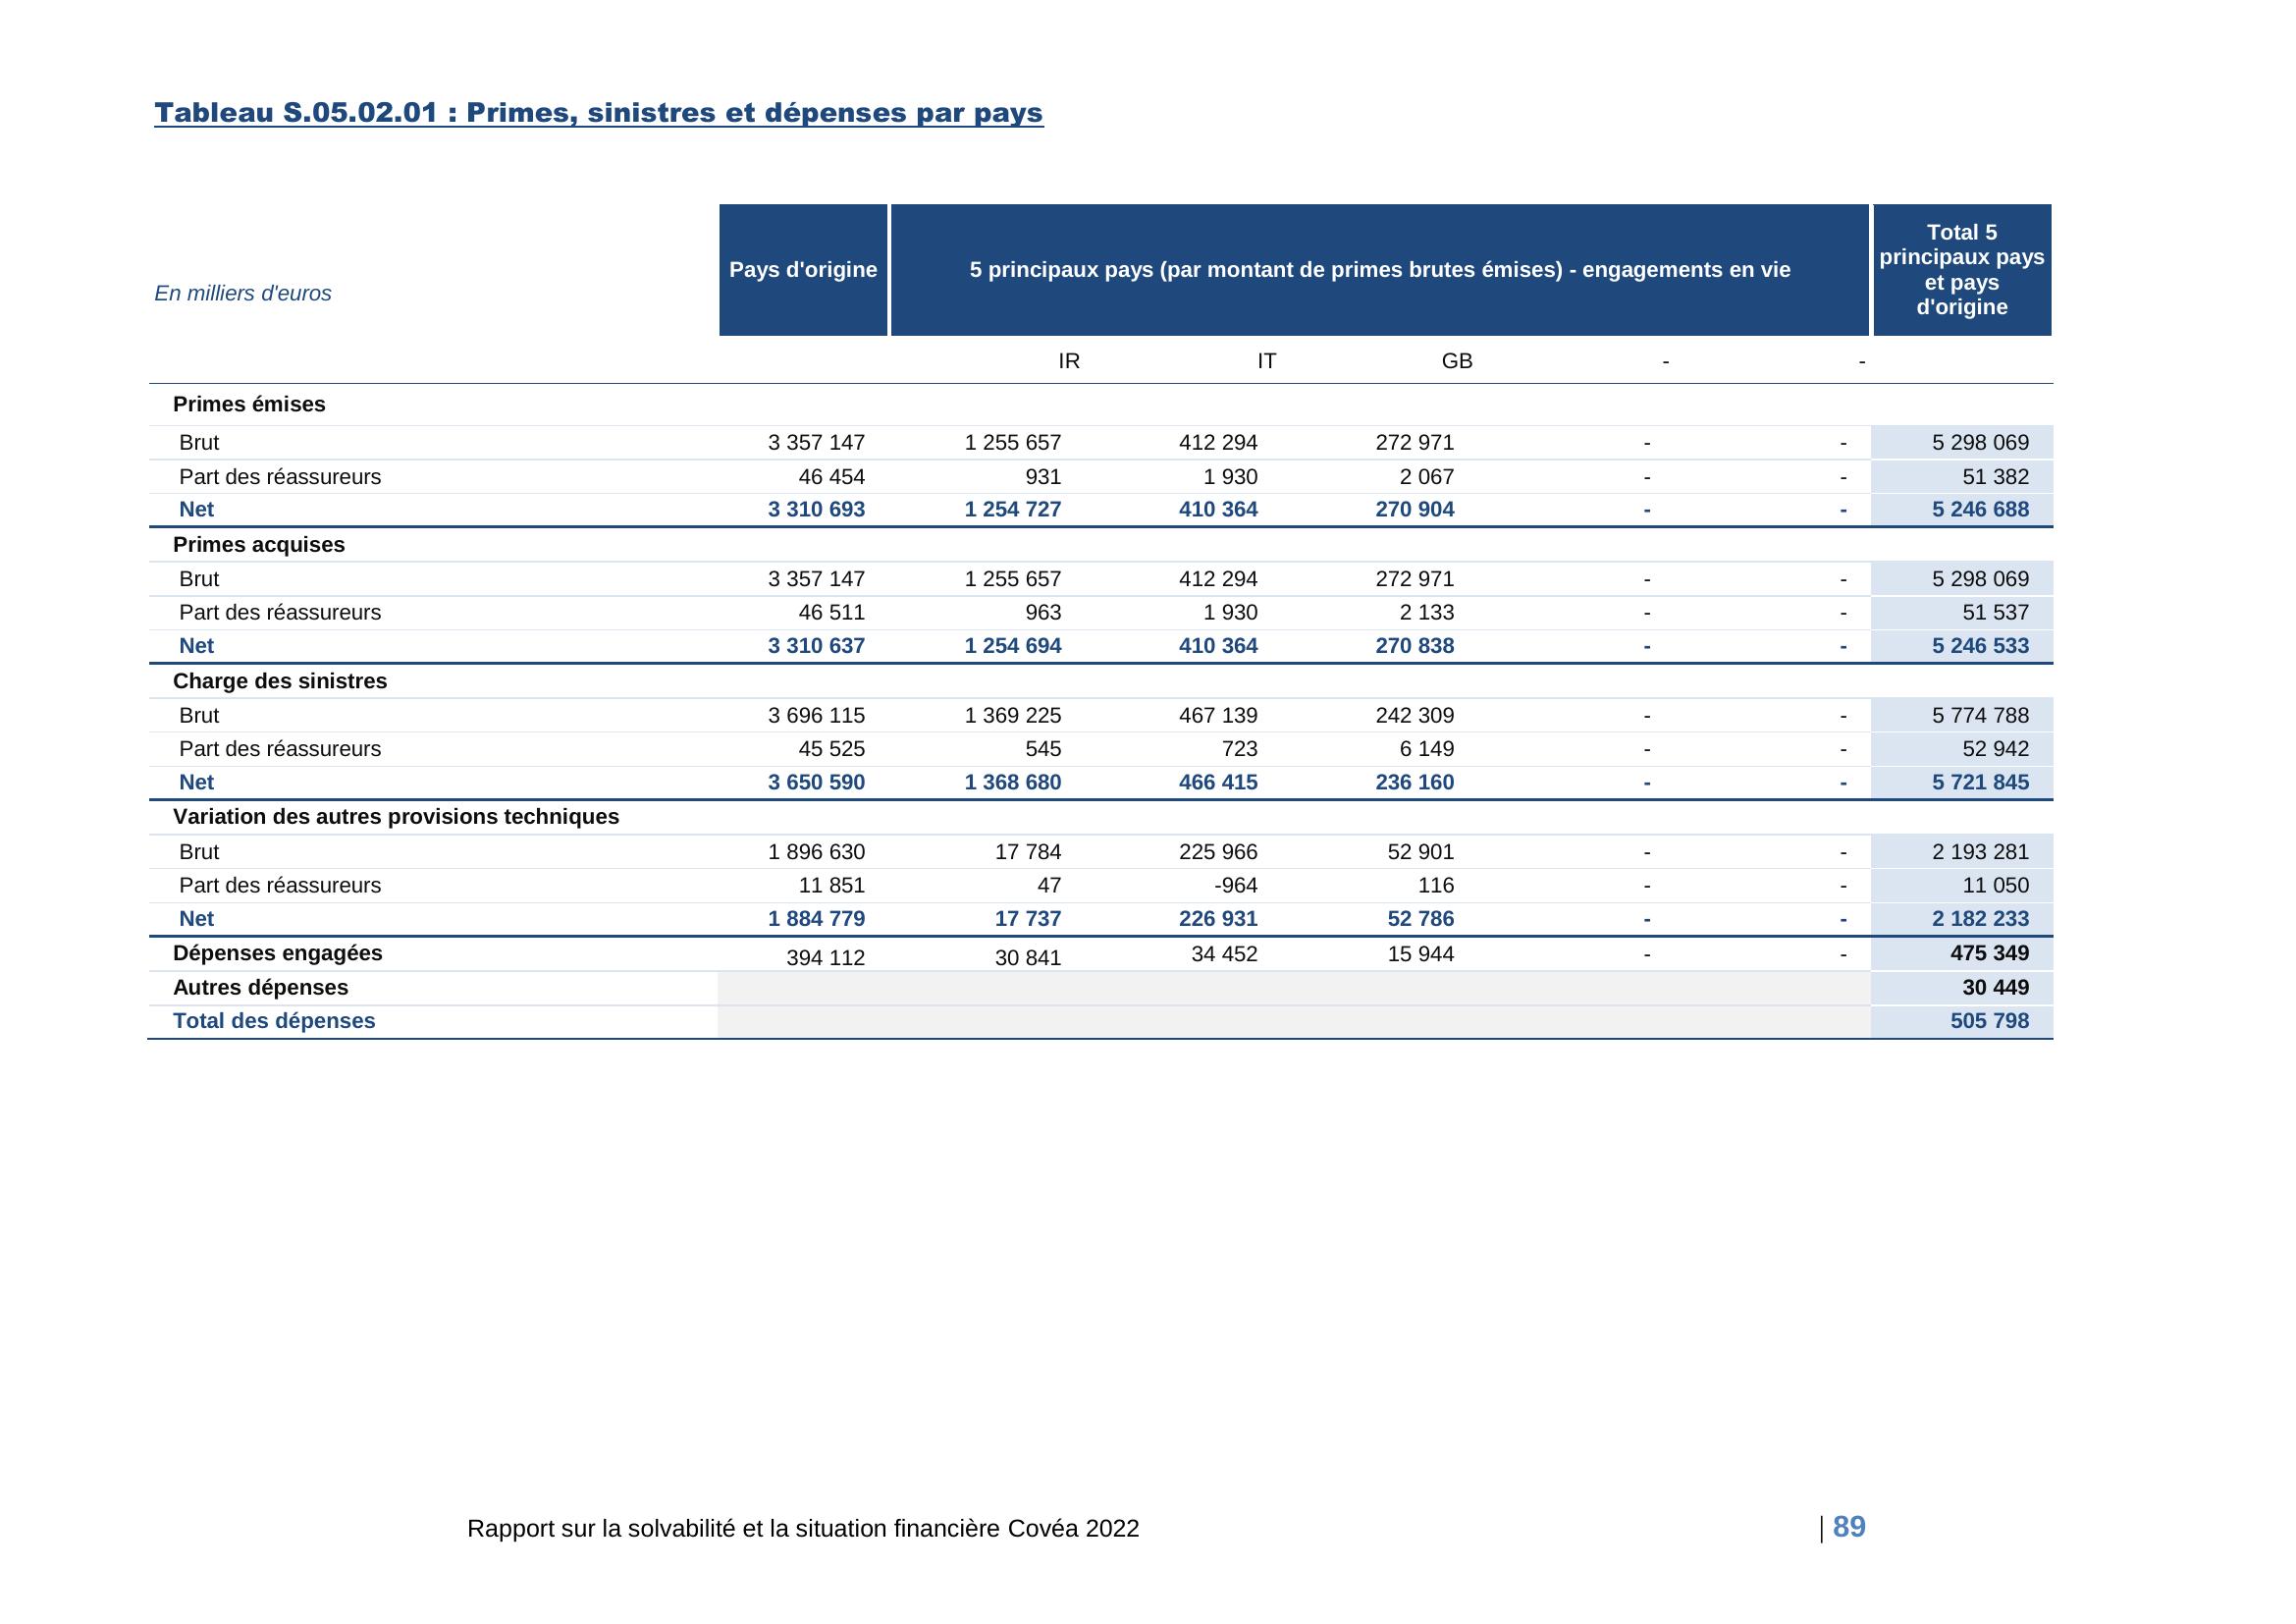 Tableau S.05.02.01 : Primes, sinistres et dépenses par pays
En milliers d'euros
Pays d'origine
5 principaux pays (par montant de primes brutes émises) - engagements en vie
Total 5
principaux pays
et pays
d'origine
IR IT GB - -
Primes émises
Brut 3 357 147 1 255 657 412 294 272 971 - - 5 298 069
Part des réassureurs 46 454 931 1 930 2 067 - - 51 382
Net 3 310 693 1 254 727 410 364 270 904 - - 5 246 688
Primes acquises
Brut 3 357 147 1 255 657 412 294 272 971 - - 5 298 069
Part des réassureurs 46 511 963 1 930 2 133 - - 51 537
Net 3 310 637 1 254 694 410 364 270 838 - - 5 246 533
Charge des sinistres
Brut 3 696 115 1 369 225 467 139 242 309 - - 5 774 788
Part des réassureurs 45 525 545 723 6 149 - - 52 942
Net 3 650 590 1 368 680 466 415 236 160 - - 5 721 845
Variation des autres provisions techniques
Brut 1 896 630 17 784 225 966 52 901 - - 2 193 281
Part des réassureurs 11 851 47 -964 116 - - 11 050
Net 1 884 779 17 737 226 931 52 786 - - 2 182 233
Dépenses engagées 394 112 30 841 34 452 15 944 - - 475 349
Autres dépenses 30 449
Total des dépenses 505 798
Rapport sur la solvabilité et la situation financière Covéa 2022 | 89